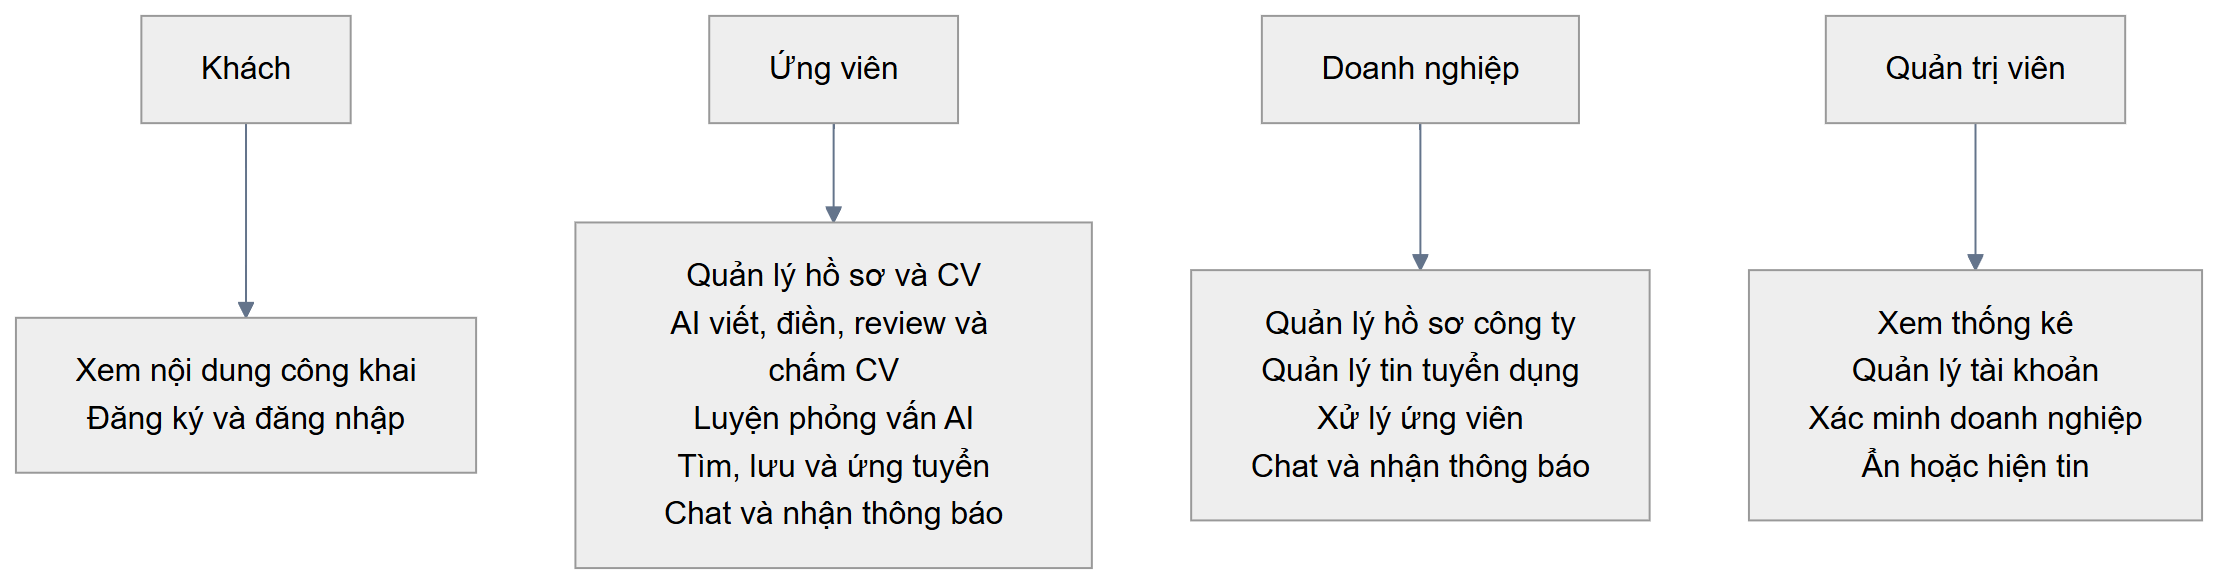 Khách
Ứng viên
Doanh nghiệp
Quản trị viên
Xem nội dung công khai
Đăng ký và đăng nhập
Quản lý hồ sơ và CV
AI viết, điền, review và
chấm CV
Luyện phỏng vấn AI
Tìm, lưu và ứng tuyển
Chat và nhận thông báo
Quản lý hồ sơ công ty
Quản lý tin tuyển dụng
Xử lý ứng viên
Chat và nhận thông báo
Xem thống kê
Quản lý tài khoản
Xác minh doanh nghiệp
Ẩn hoặc hiện tin